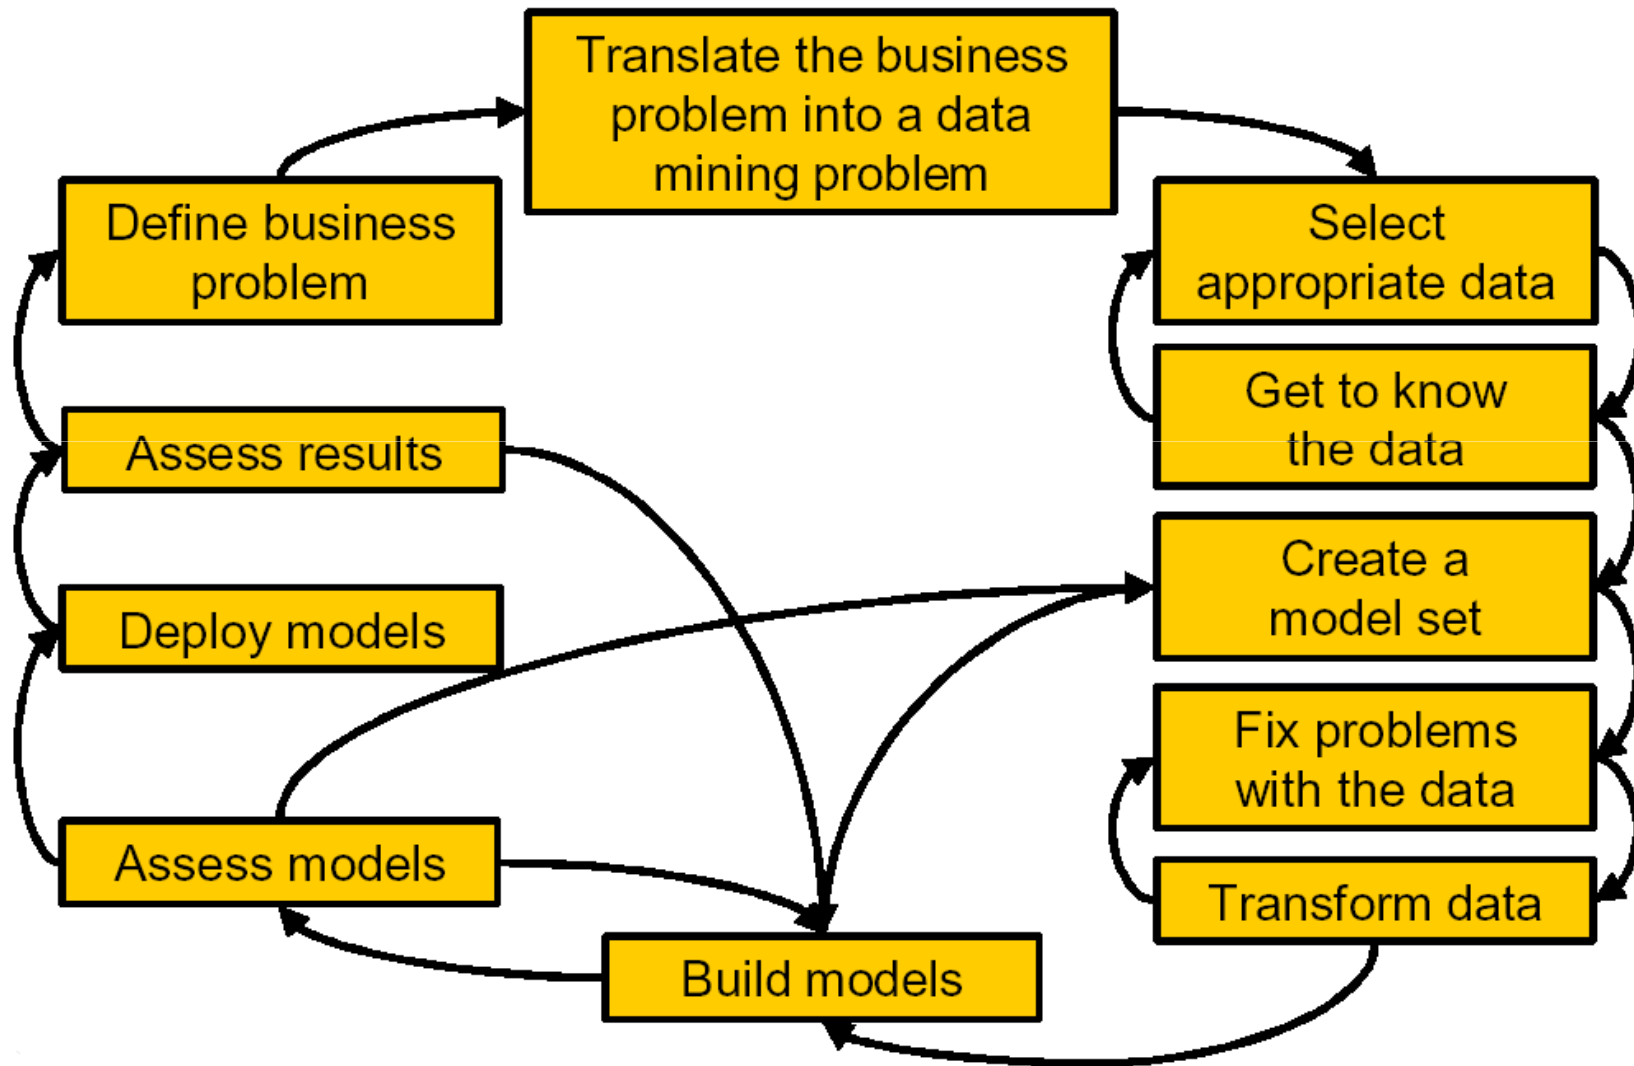 Translate the business
problem into a data
mining problem
Define business
problem
Select
appropriate data
Get to know
the data
Assess results
Create a
model set
Deploy models
Fix problems
with the data
Assess models
Transform data
Build models